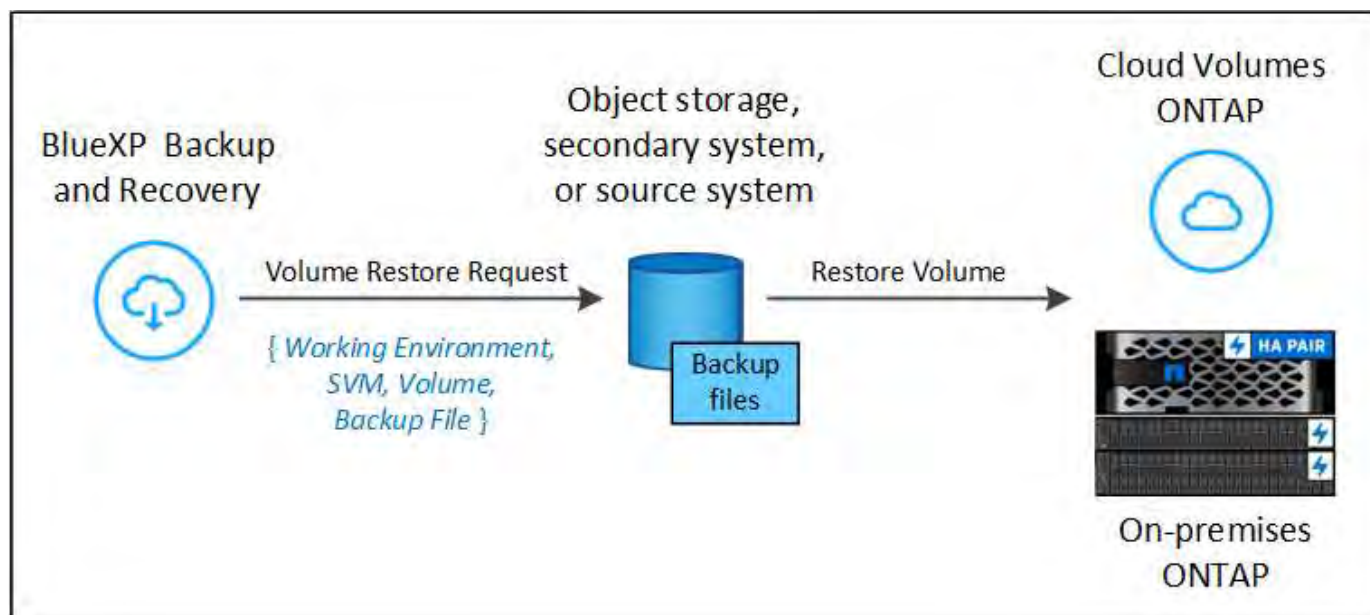 BlueXP Backup
and Recovery
Volume Restore Request
{ Working Environment,
SVM, Volume,
Backup File }
Object storage,
secondary system,
or source system
Backup
files
Restore Volume
Cloud Volumes
ONTAP
HA PAIR
On-premises
ONTAP